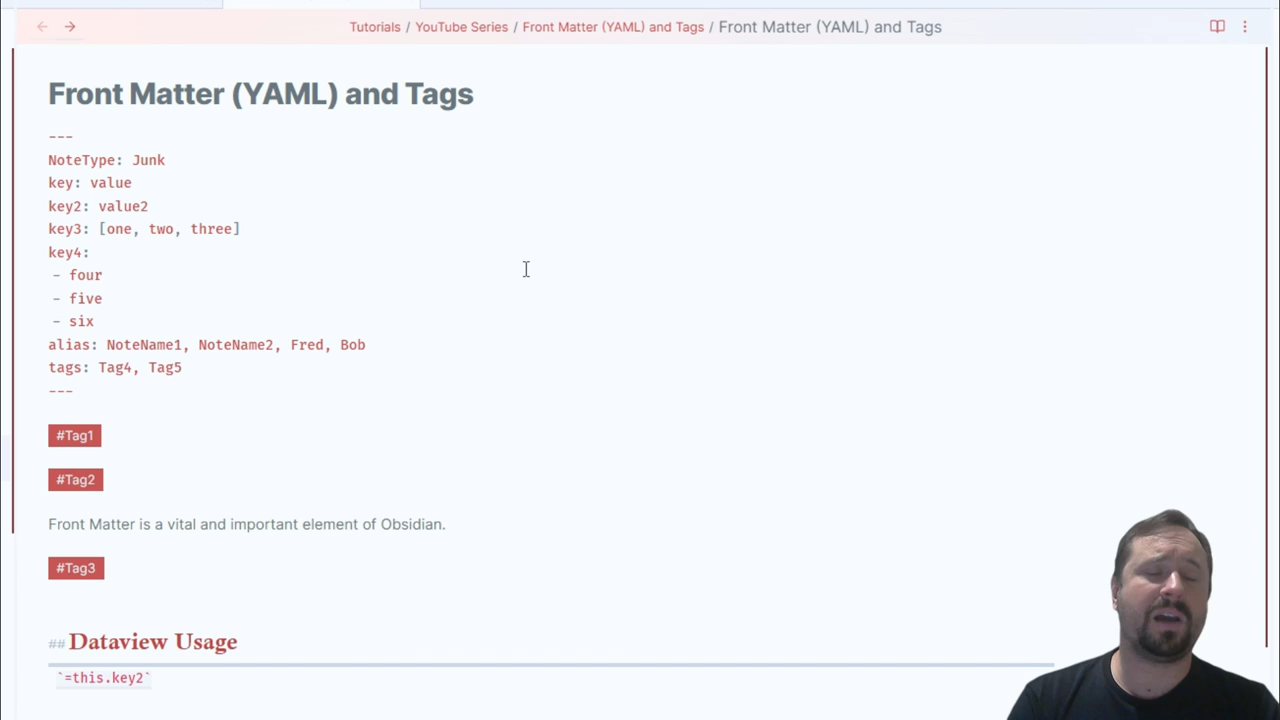 Tutorials / YouTube Series / Front Matter (YAML) and Tags / Front Matter (YAML) and Tags
Front Matter (YAML) and Tags
---
NoteType: Junk
key: value
key2: value2
key3: [one, two, three]
key4:
- four
- five
- six
alias: NoteName1, NoteName2, Fred, Bob
tags: Tag4, Tag5
---
#Tag1
#Tag2
Front Matter is a vital and important element of Obsidian.
#Tag3
## Dataview Usage
`=this.key2`